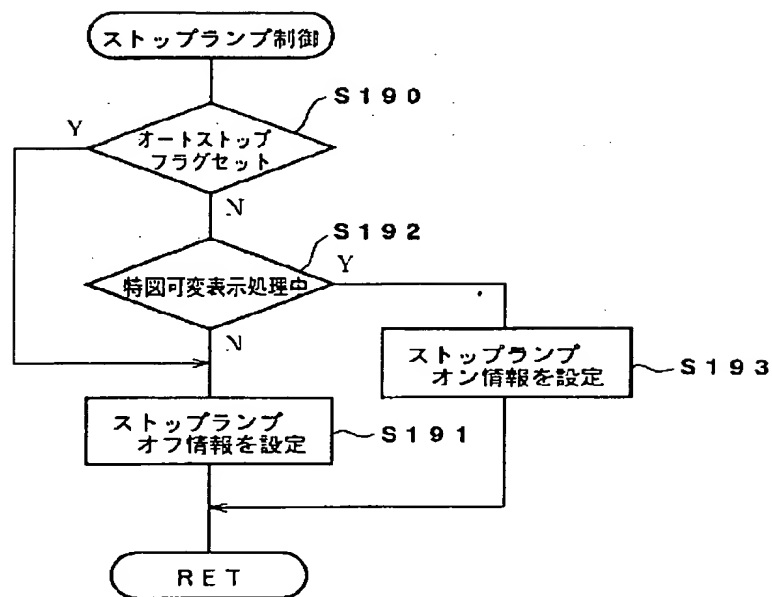 ストップランプ制御
S190
Y
オートストップ
フラグセット
N
S192
特図可変表示処理中
Y
N
ストップランプ
オン情報を設定
S193
ストップランプ
オフ情報を設定
S191
RET